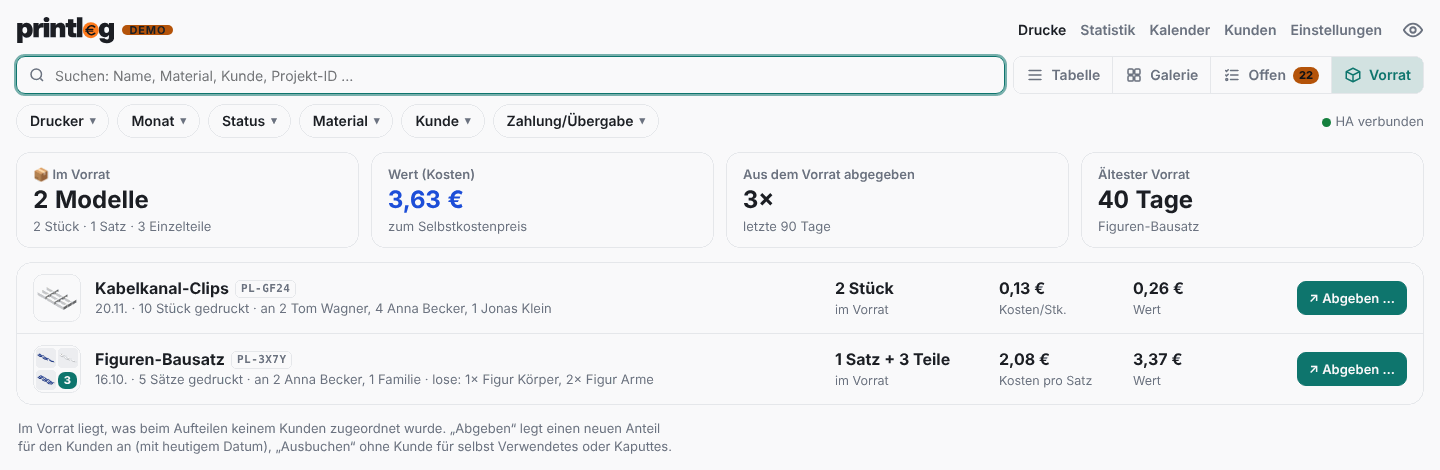 printl€g DEMO
Drucke Statistik Kalender Kunden Einstellungen
Suchen: Name, Material, Kunde, Projekt-ID ...
Tabelle Galerie Offen 22 Vorrat
Drucker ▾ Monat ▾ Status ▾ Material ▾ Kunde ▾ Zahlung/Übergabe ▾
HA verbunden
Im Vorrat
2 Modelle
2 Stück · 1 Satz · 3 Einzelteile
Wert (Kosten)
3,63 €
zum Selbstkostenpreis
Aus dem Vorrat abgegeben
3×
letzte 90 Tage
Ältester Vorrat
40 Tage
Figuren-Bausatz
Kabelkanal-Clips PL-GF24
20.11. · 10 Stück gedruckt · an 2 Tom Wagner, 4 Anna Becker, 1 Jonas Klein
2 Stück
im Vorrat
0,13 €
Kosten/Stk.
0,26 €
Wert
↗ Abgeben ...
3
Figuren-Bausatz PL-3X7Y
16.10. · 5 Sätze gedruckt · an 2 Anna Becker, 1 Familie · lose: 1× Figur Körper, 2× Figur Arme
1 Satz + 3 Teile
im Vorrat
2,08 €
Kosten pro Satz
3,37 €
Wert
↗ Abgeben ...
Im Vorrat liegt, was beim Aufteilen keinem Kunden zugeordnet wurde. „Abgeben“ legt einen neuen Anteil
für den Kunden an (mit heutigem Datum), „Ausbuchen“ ohne Kunde für selbst Verwendetes oder Kaputtes.